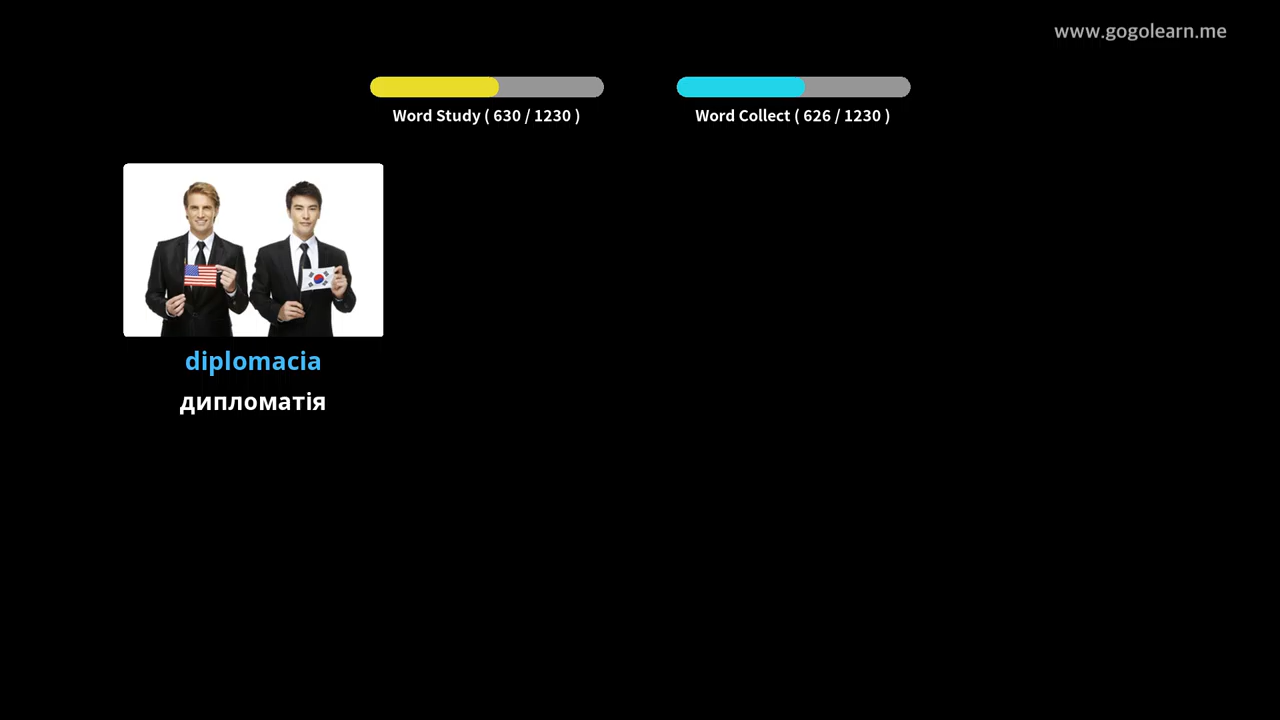 www.gogolearn.me
Word Study ( 630 / 1230 )
Word Collect ( 626 / 1230 )
diplomacia
дипломатія